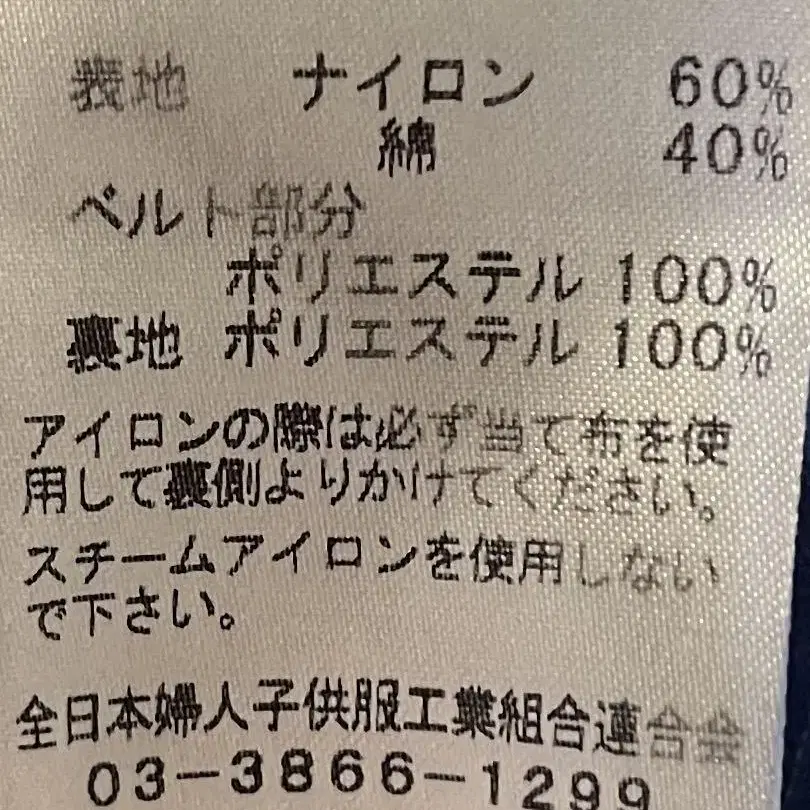 表地 ナイロン 60%
綿 40%
ベルト部分
ポリエステル 100%
裏地 ポリエステル 100%
アイロンの際は必ず当て布を使
用して裏側よりかけてください。
スチームアイロンを使用しない
で下さい。
全日本婦人子供服工業組合連合会
03-3866-1299